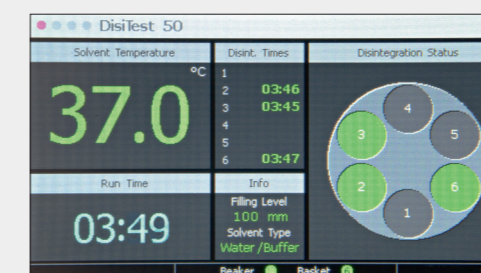 DisiTest 50
Solvent Temperature
37.0 °C
Disint. Times
1
2 03:46
3 03:45
4
5
6 03:47
Disintegration Status
4
3
5
2
6
1
Run Time
03:49
Info
Filling Level
100 mm
Solvent Type
Water/Buffer
Beaker Basket 6